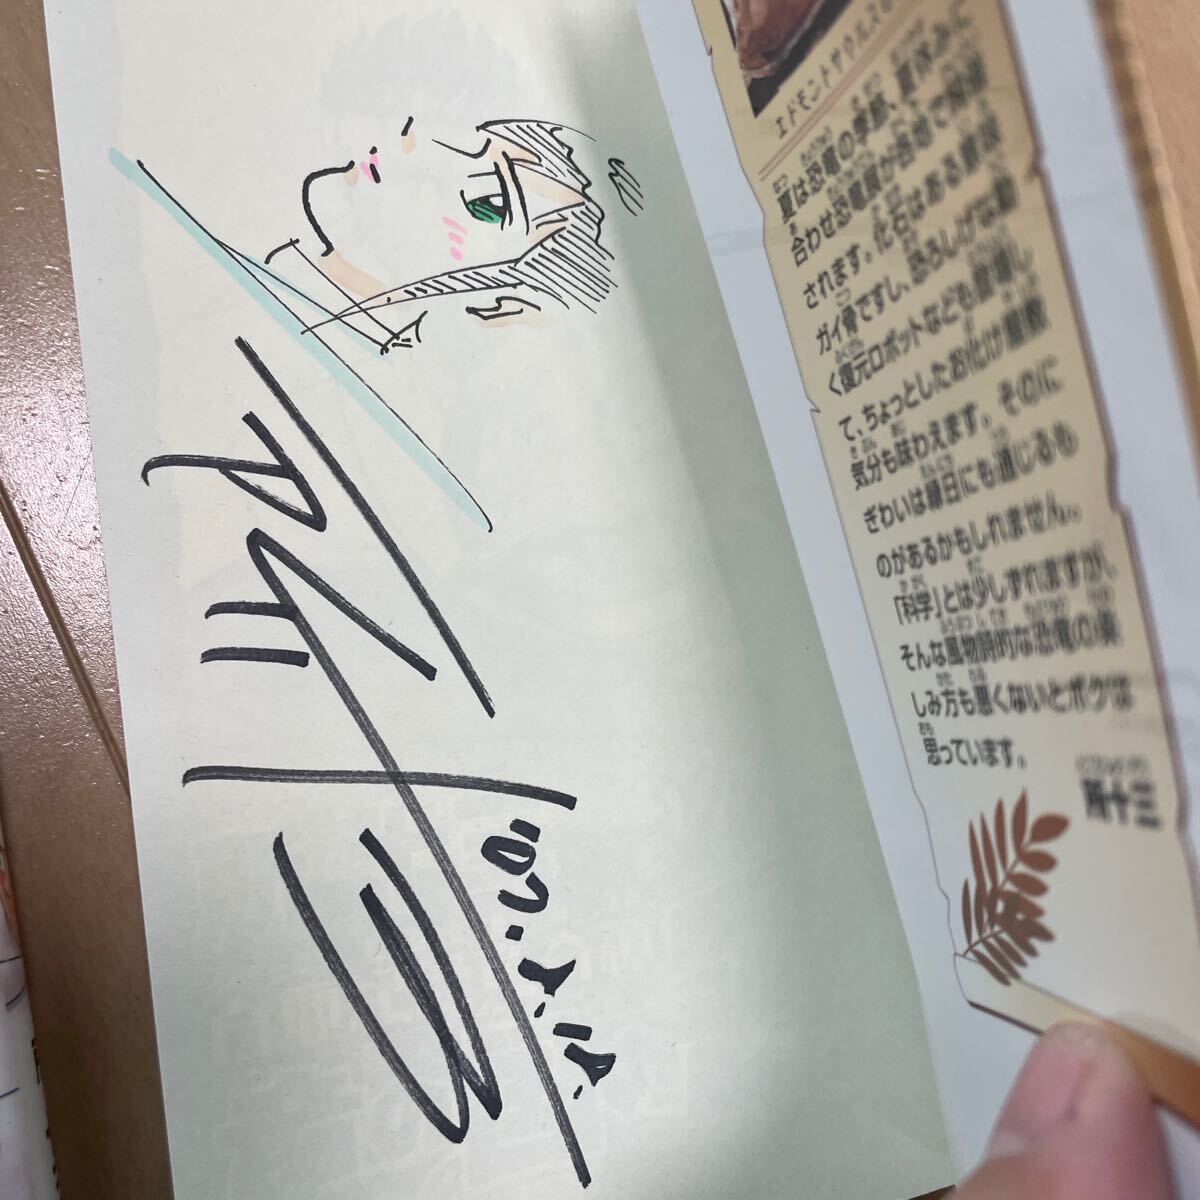 エドモントサウルスの
夏は恐竜の季節、夏休みに
合わせ恐竜展が各地で開催
されます。化石はある意味
ガイ骨ですし、恐ろしげな動
く復元ロボットなども登場し
て、ちょっとしたお化け屋敷
気分も味わえます。そのに
ぎわいは縁日にも通じるも
のがあるかもしれません。
「科学」とは少しずれますが、
そんな風物詩的な恐竜の楽
しみ方も悪くないとボクは
思っています。
所十三